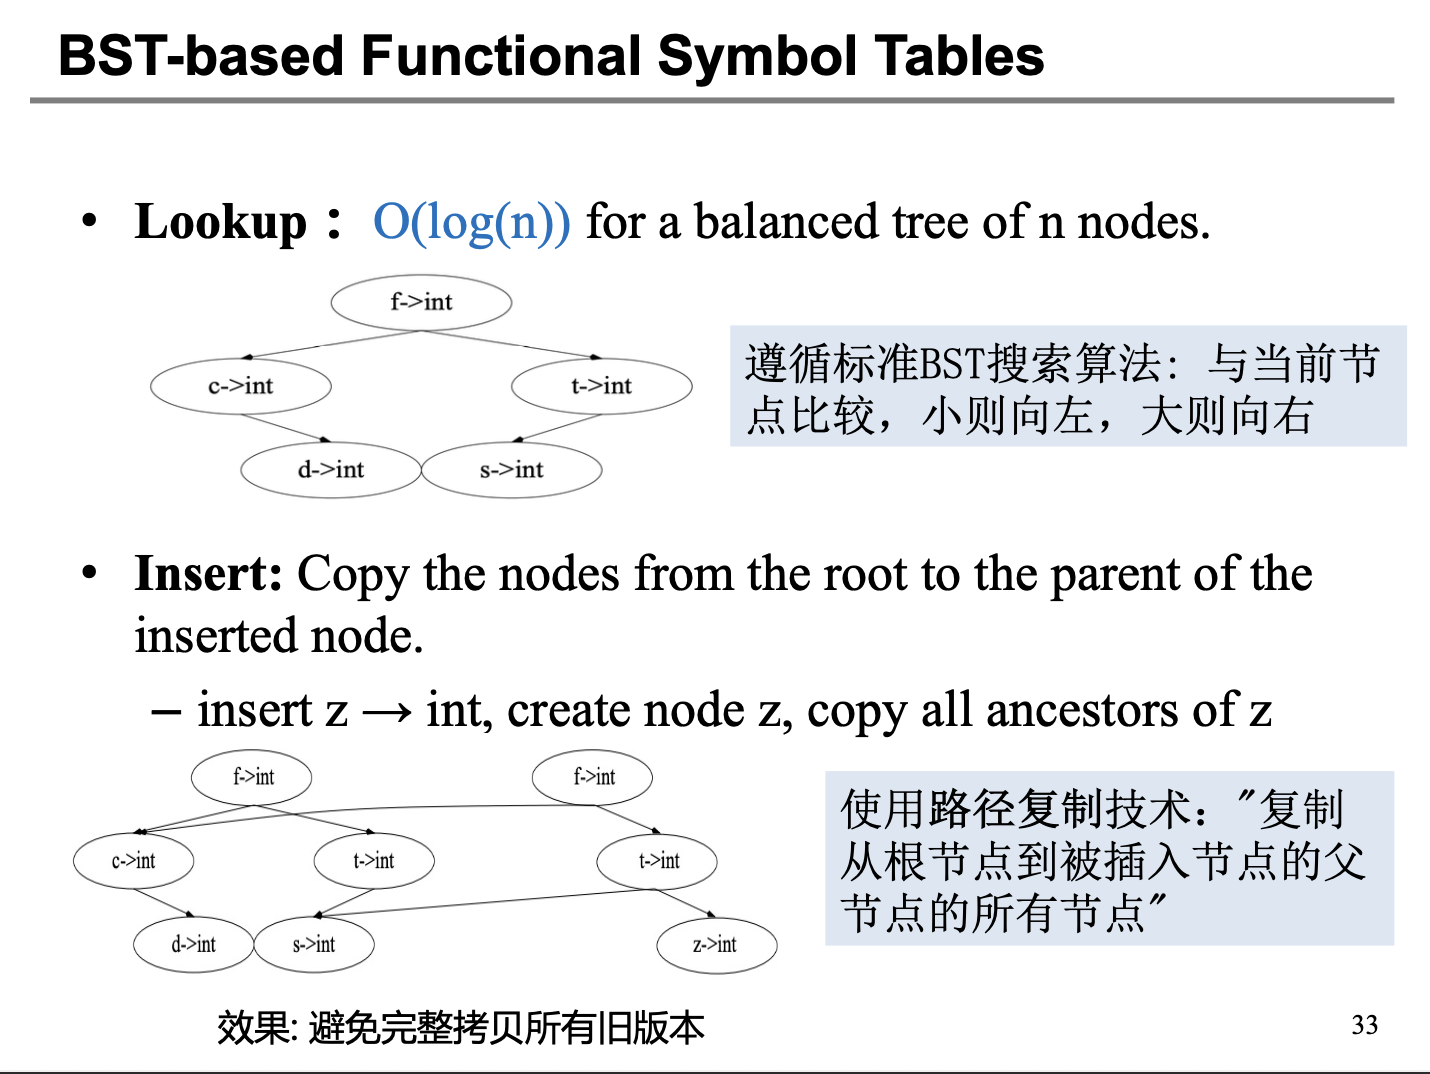 BST-based Functional Symbol Tables
• Lookup： O(log(n)) for a balanced tree of n nodes.
f->int
c->int
t->int
d->int
s->int
遵循标准BST搜索算法: 与当前节
点比较，小则向左，大则向右
• Insert: Copy the nodes from the root to the parent of the
inserted node.
– insert z → int, create node z, copy all ancestors of z
f->int
f->int
c->int
t->int
t->int
d->int
s->int
z->int
使用路径复制技术："复制
从根节点到被插入节点的父
节点的所有节点"
效果: 避免完整拷贝所有旧版本
33